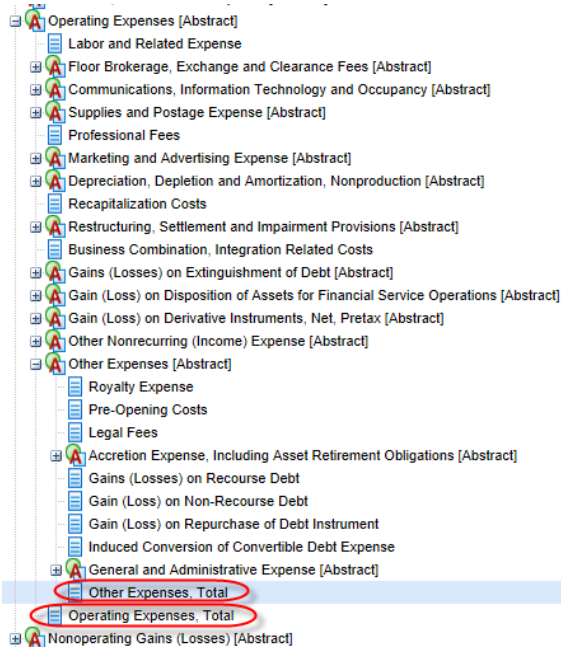 Operating Expenses [Abstract]
Labor and Related Expense
Floor Brokerage, Exchange and Clearance Fees [Abstract]
Communications, Information Technology and Occupancy [Abstract]
Supplies and Postage Expense [Abstract]
Professional Fees
Marketing and Advertising Expense [Abstract]
Depreciation, Depletion and Amortization, Nonproduction [Abstract]
Recapitalization Costs
Restructuring, Settlement and Impairment Provisions [Abstract]
Business Combination, Integration Related Costs
Gains (Losses) on Extinguishment of Debt [Abstract]
Gain (Loss) on Disposition of Assets for Financial Service Operations [Abstract]
Gain (Loss) on Derivative Instruments, Net, Pretax [Abstract]
Other Nonrecurring (Income) Expense [Abstract]
Other Expenses [Abstract]
Royalty Expense
Pre-Opening Costs
Legal Fees
Accretion Expense, Including Asset Retirement Obligations [Abstract]
Gains (Losses) on Recourse Debt
Gain (Loss) on Non-Recourse Debt
Gain (Loss) on Repurchase of Debt Instrument
Induced Conversion of Convertible Debt Expense
General and Administrative Expense [Abstract]
Other Expenses, Total
Operating Expenses, Total
Nonoperating Gains (Losses) [Abstract]